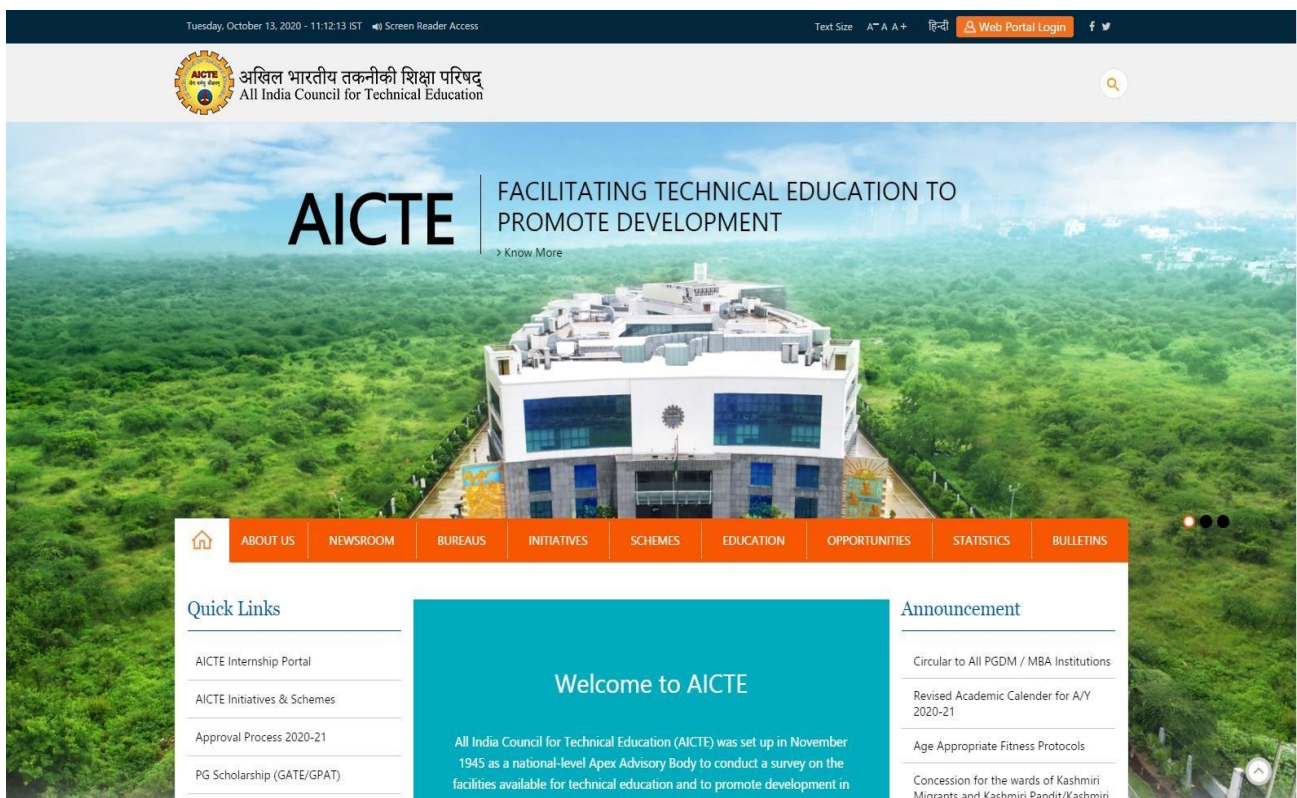 Tuesday, October 13, 2020 - 11:12:13 IST Screen Reader Access
Text Size A- A A+ हिन्दी Web Portal Login
AICTE
अखिल भारतीय तकनीकी शिक्षा परिषद्
All India Council for Technical Education
AICTE
FACILITATING TECHNICAL EDUCATION TO
PROMOTE DEVELOPMENT
> Know More
ABOUT US NEWSROOM BUREAUS INITIATIVES SCHEMES EDUCATION OPPORTUNITIES STATISTICS BULLETINS
Quick Links
AICTE Internship Portal
AICTE Initiatives & Schemes
Approval Process 2020-21
PG Scholarship (GATE/GPAT)
Welcome to AICTE
All India Council for Technical Education (AICTE) was set up in November
1945 as a national-level Apex Advisory Body to conduct a survey on the
facilities available for technical education and to promote development in
Announcement
Circular to All PGDM / MBA Institutions
Revised Academic Calender for A/Y
2020-21
Age Appropriate Fitness Protocols
Concession for the wards of Kashmiri
Migrants and Kashmiri Pandit/Kashmiri